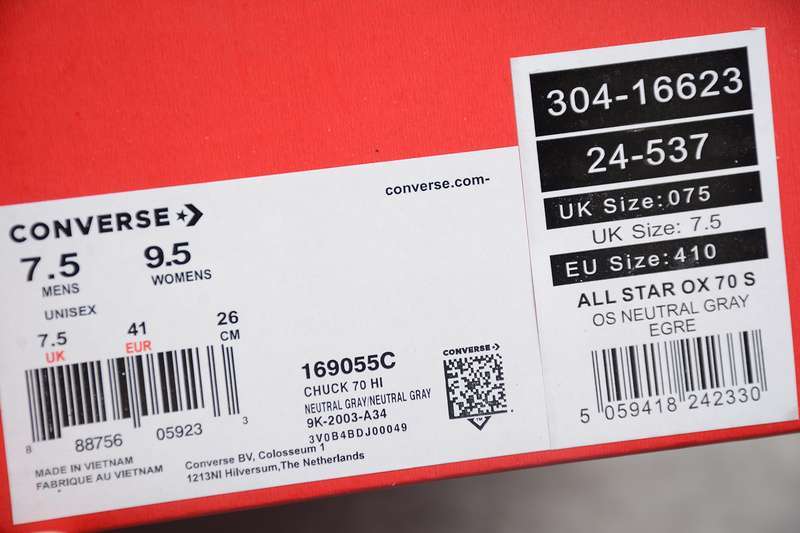 converse.com-
CONVERSE
7.5 9.5
MENS WOMENS
UNISEX
7.5 41 26
UK EUR CM
8 88756 05923 3
MADE IN VIETNAM
FABRIQUE AU VIETNAM
169055C
CHUCK 70 HI
NEUTRAL GRAY/NEUTRAL GRAY
9K-2003-A34
3V0B4BDJ00049
Converse BV, Colosseum 1
1213NI Hilversum,The Netherlands
CONVERSE
304-16623
24-537
UK Size:075
UK Size: 7.5
EU Size:410
ALL STAR OX 70 S
OS NEUTRAL GRAY
EGRE
5 059418 242330